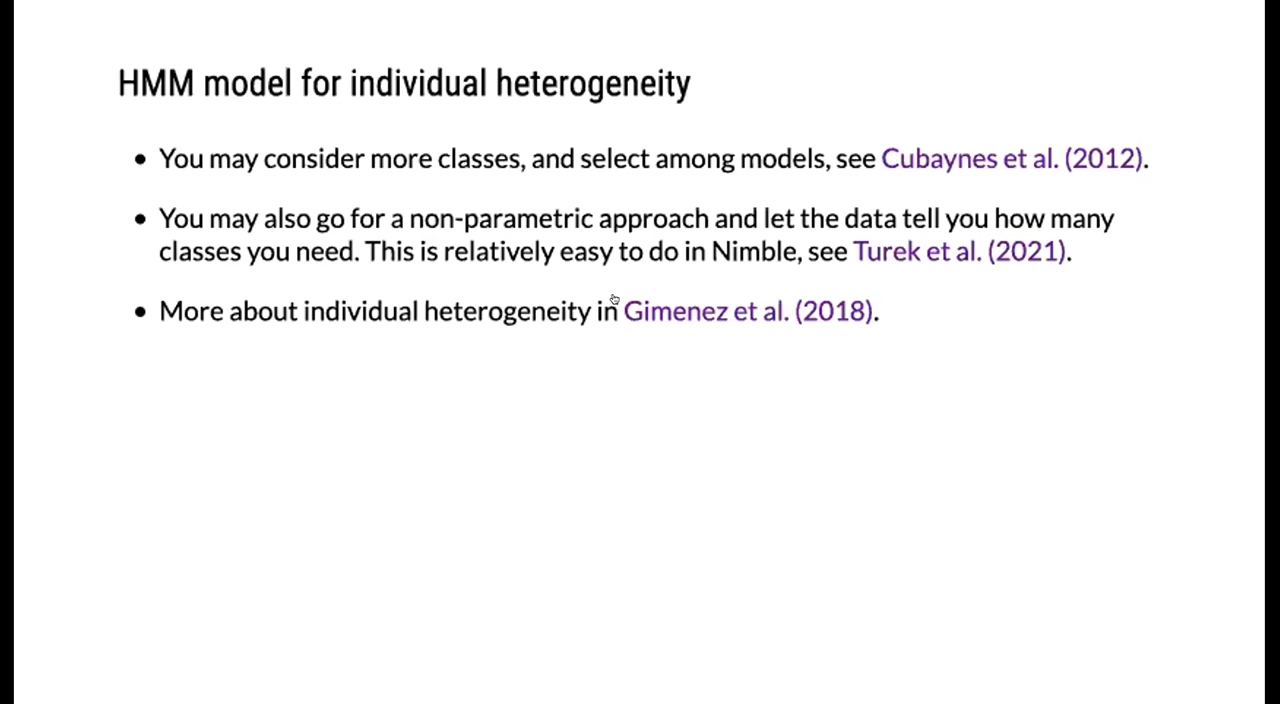 HMM model for individual heterogeneity
• You may consider more classes, and select among models, see Cubaynes et al. (2012).
• You may also go for a non-parametric approach and let the data tell you how many
classes you need. This is relatively easy to do in Nimble, see Turek et al. (2021).
• More about individual heterogeneity in Gimenez et al. (2018).